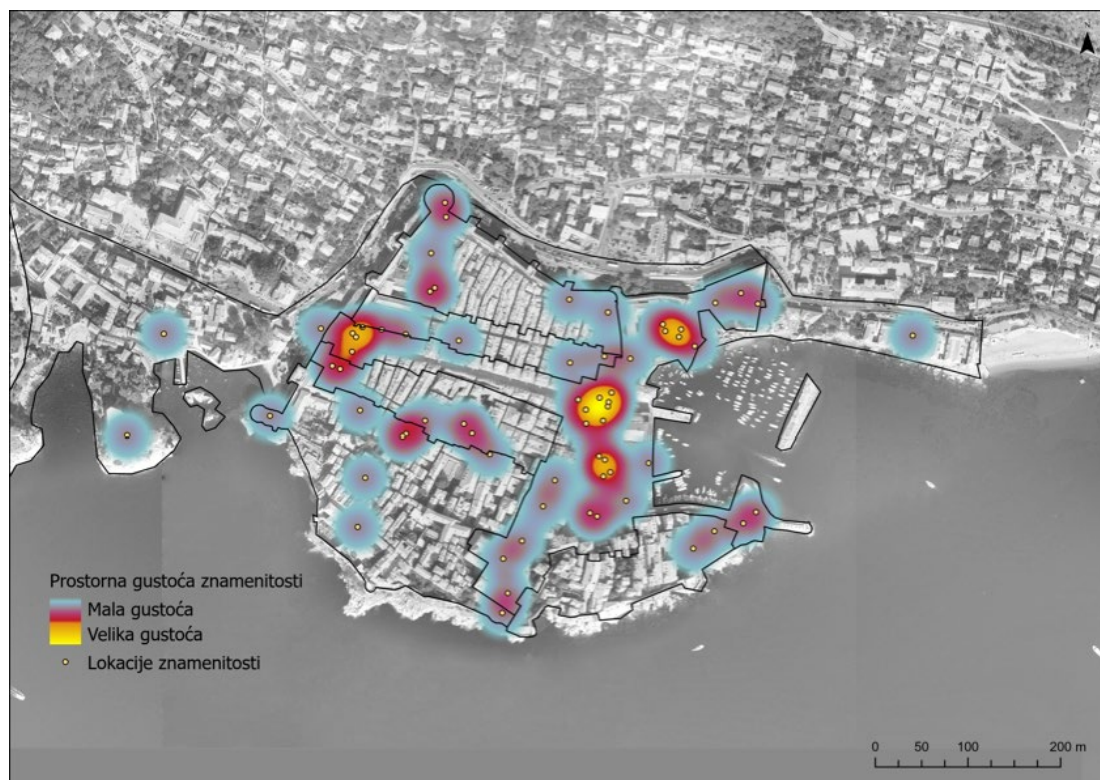 Prostorna gustoća znamenitosti
Mala gustoća
Velika gustoća
Lokacije znamenitosti
0 50 100 200 m